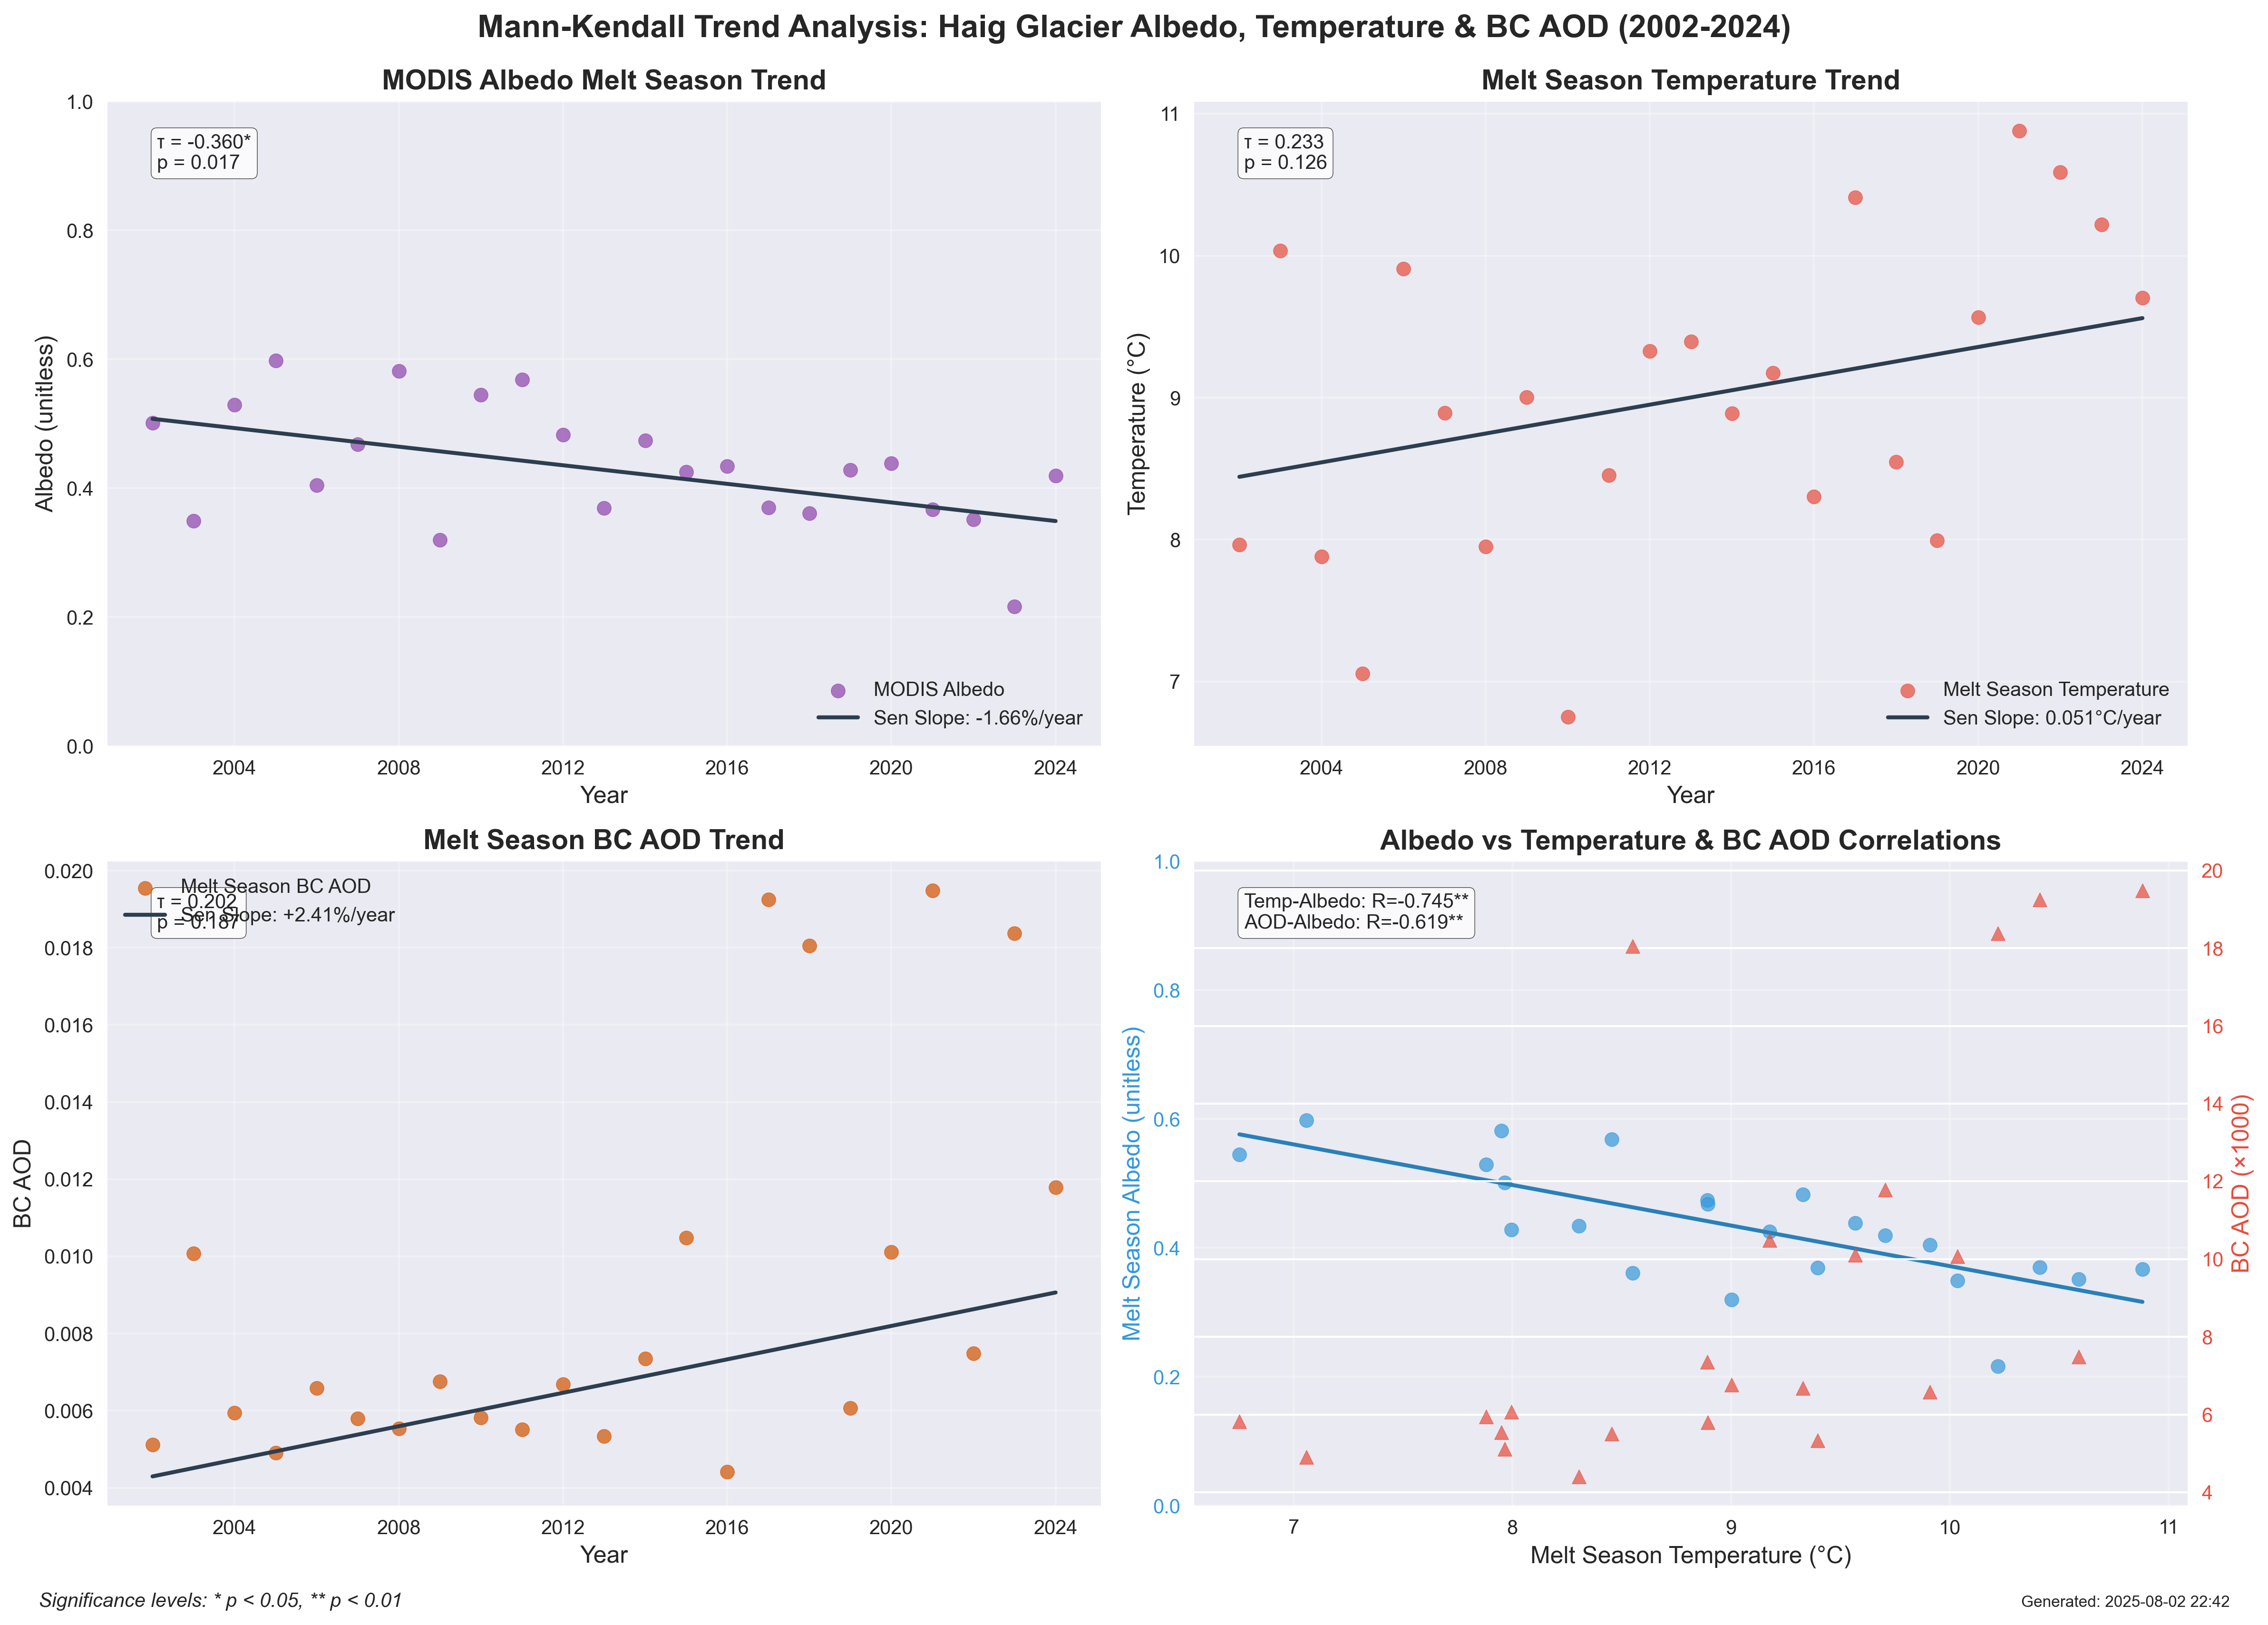 Mann-Kendall Trend Analysis: Haig Glacier Albedo, Temperature & BC AOD (2002-2024)
MODIS Albedo Melt Season Trend
τ = -0.360*
p = 0.017
1.0
0.8
0.6
0.4
0.2
0.0
Albedo (unitless)
MODIS Albedo
Sen Slope: -1.66%/year
2004 2008 2012 2016 2020 2024
Year
Melt Season Temperature Trend
τ = 0.233
p = 0.126
11
10
9
8
7
Temperature (°C)
Melt Season Temperature
Sen Slope: 0.051°C/year
2004 2008 2012 2016 2020 2024
Year
Melt Season BC AOD Trend
Melt Season BC AOD
Sen Slope: +2.41%/year
τ = 0.202
p = 0.187
0.020
0.018
0.016
0.014
0.012
0.010
0.008
0.006
0.004
BC AOD
2004 2008 2012 2016 2020 2024
Year
Albedo vs Temperature & BC AOD Correlations
Temp-Albedo: R=-0.745**
AOD-Albedo: R=-0.619**
1.0
0.8
0.6
0.4
0.2
0.0
Melt Season Albedo (unitless)
20
18
16
14
12
10
8
6
4
BC AOD (×1000)
7 8 9 10 11
Melt Season Temperature (°C)
Significance levels: * p < 0.05, ** p < 0.01
Generated: 2025-08-02 22:42